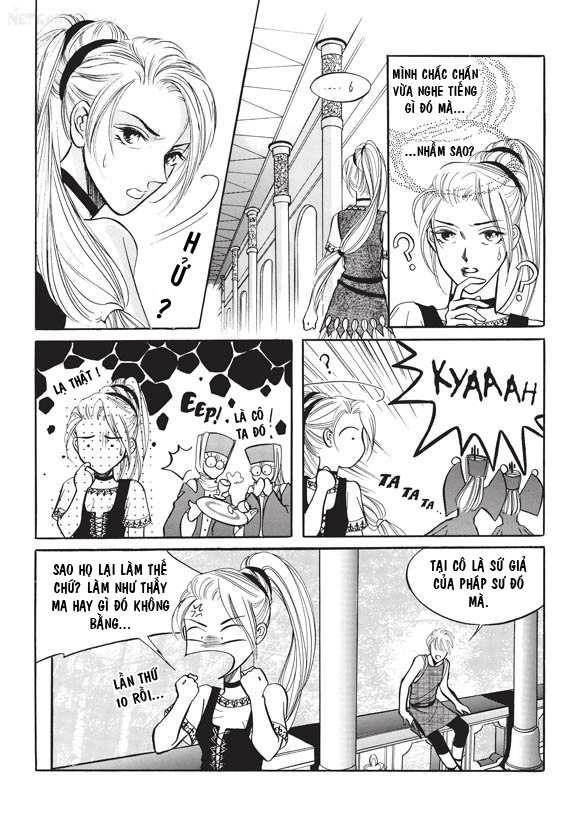 HỬ?
......
MÌNH CHẮC CHẮN
VỪA NGHE TIẾNG
GÌ ĐÓ MÀ...
...NHẦM SAO?
?
?
LẠ THẬT!
EEP!
LÀ CÔ
TA ĐÓ!
?
KYAAAH
TA TA TA...
SAO HỌ LẠI LÀM THẾ
CHỨ? LÀM NHƯ THẤY
MA HAY GÌ ĐÓ KHÔNG
BẰNG...
LẦN THỨ
10 RỒI...
TẠI CÔ LÀ SỨ GIẢ
CỦA PHÁP SƯ ĐÓ
MÀ.